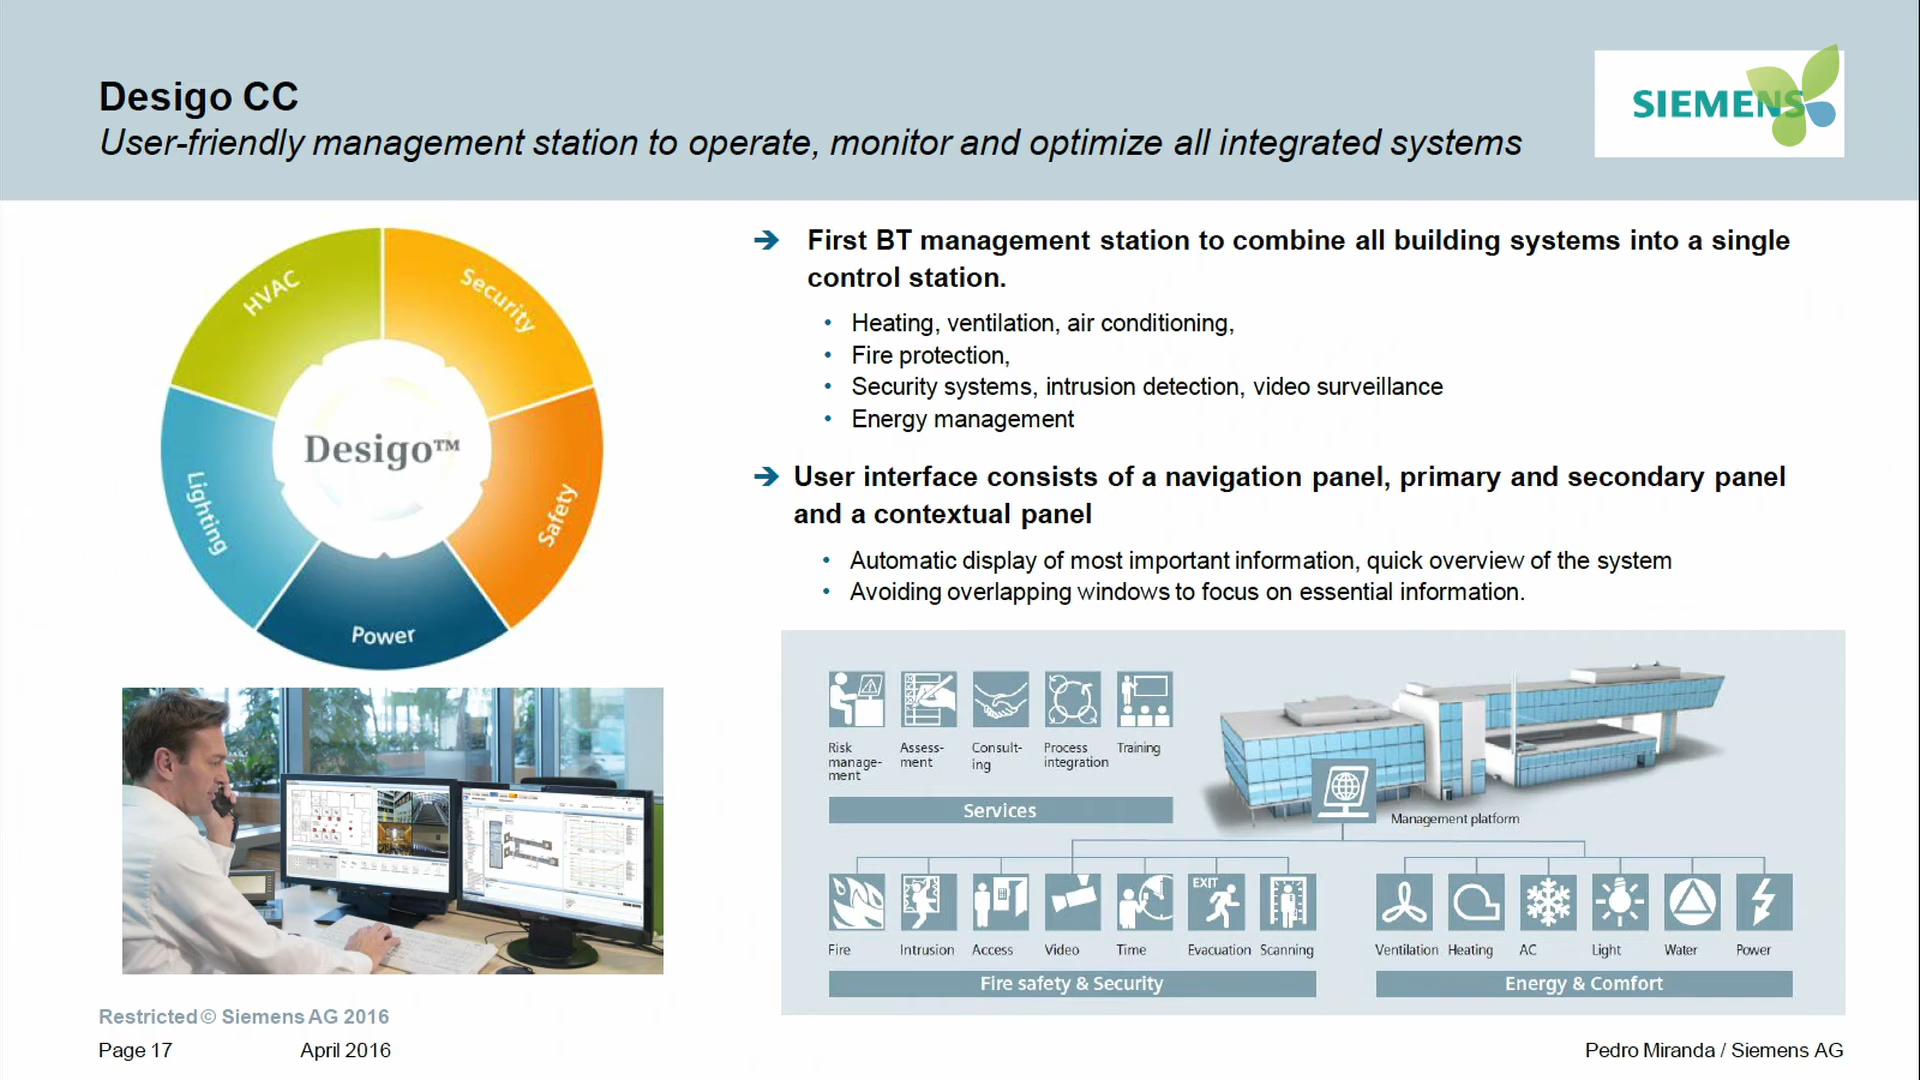 Desigo CC
User-friendly management station to operate, monitor and optimize all integrated systems
SIEMENS
HVAC
Security
Safety
Power
Lighting
Desigo™
➔ First BT management station to combine all building systems into a single
control station.
• Heating, ventilation, air conditioning,
• Fire protection,
• Security systems, intrusion detection, video surveillance
• Energy management
➔ User interface consists of a navigation panel, primary and secondary panel
and a contextual panel
• Automatic display of most important information, quick overview of the system
• Avoiding overlapping windows to focus on essential information.
Risk
manage-
ment
Assess-
ment
Consult-
ing
Process
integration
Training
Services
Management platform
EXIT
Fire Intrusion Access Video Time Evacuation Scanning
Fire safety & Security
Ventilation Heating AC Light Water Power
Energy & Comfort
Restricted © Siemens AG 2016
Page 17 April 2016 Pedro Miranda / Siemens AG